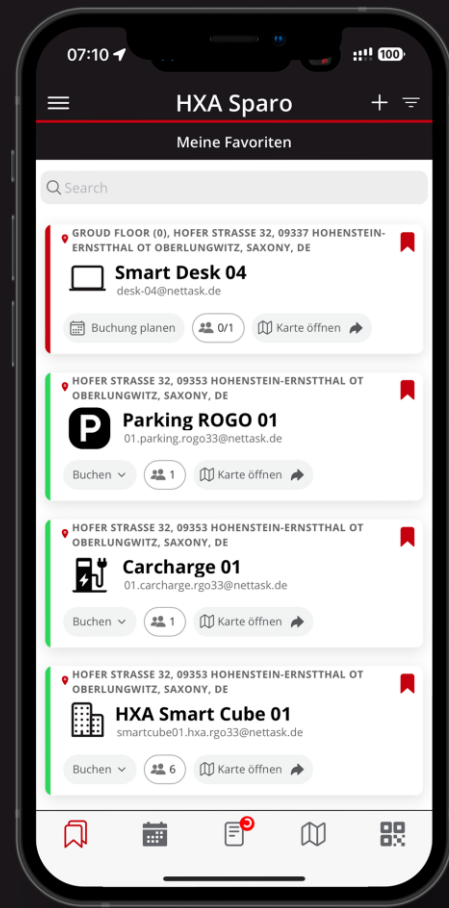 07:10
100
HXA Sparo
Meine Favoriten
Search
GROUD FLOOR (0), HOFER STRASSE 32, 09337 HOHENSTEIN-
ERNSTTHAL OT OBERLUNGWITZ, SAXONY, DE
Smart Desk 04
desk-04@nettask.de
Buchung planen
0/1
Karte öffnen
HOFER STRASSE 32, 09353 HOHENSTEIN-ERNSTTHAL OT
OBERLUNGWITZ, SAXONY, DE
P
Parking ROGO 01
01.parking.rogo33@nettask.de
Buchen
1
Karte öffnen
HOFER STRASSE 32, 09353 HOHENSTEIN-ERNSTTHAL OT
OBERLUNGWITZ, SAXONY, DE
Carcharge 01
01.carcharge.rgo33@nettask.de
Buchen
1
Karte öffnen
HOFER STRASSE 32, 09353 HOHENSTEIN-ERNSTTHAL OT
OBERLUNGWITZ, SAXONY, DE
HXA Smart Cube 01
smartcube01.hxa.rgo33@nettask.de
Buchen
6
Karte öffnen